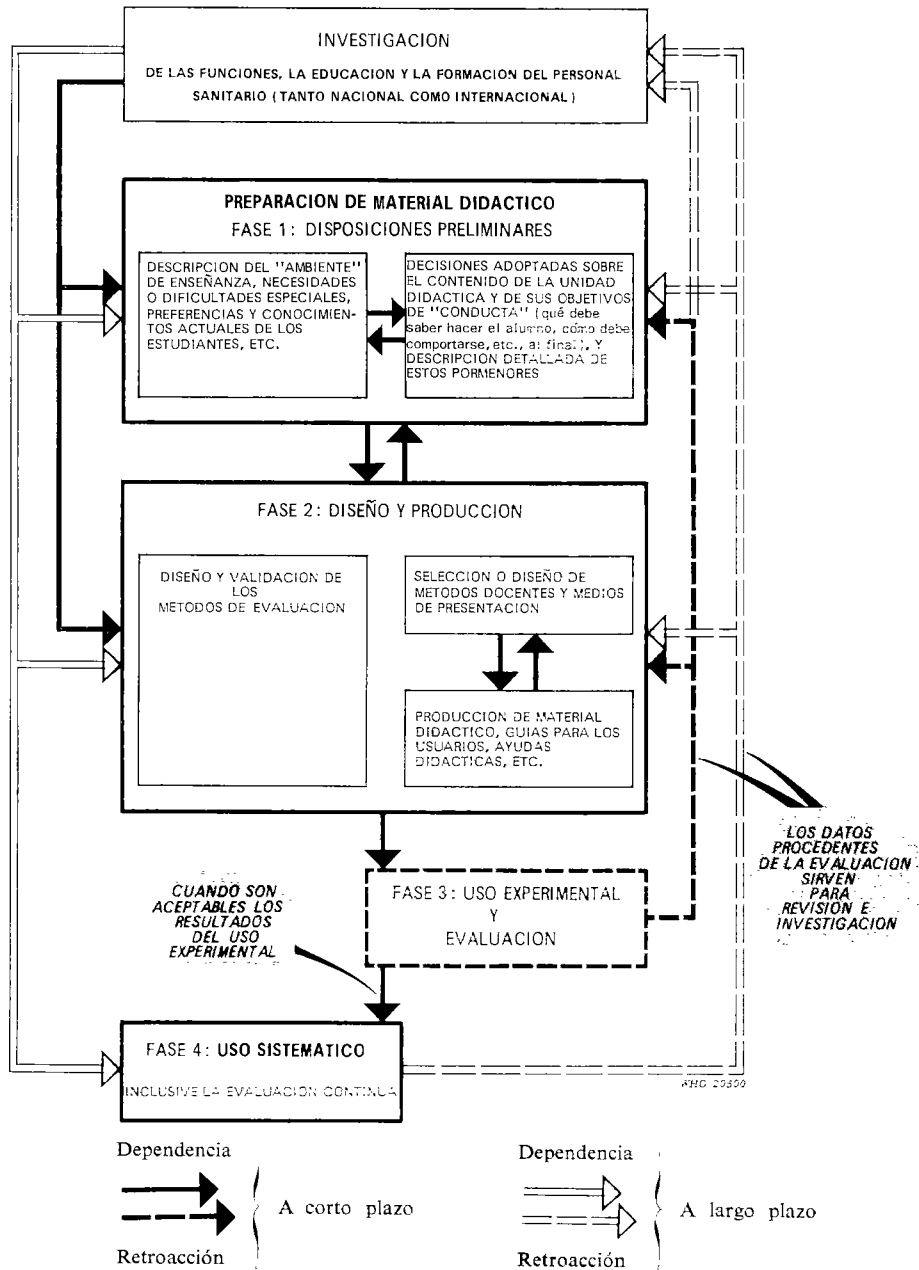 INVESTIGACION
DE LAS FUNCIONES, LA EDUCACION Y LA FORMACION DEL PERSONAL
SANITARIO (TANTO NACIONAL COMO INTERNACIONAL)
PREPARACION DE MATERIAL DIDACTICO
FASE 1: DISPOSICIONES PRELIMINARES
DESCRIPCION DEL "AMBIENTE"
DE ENSEÑANZA, NECESIDADES
O DIFICULTADES ESPECIALES,
PREFERENCIAS Y CONOCIMIEN-
TOS ACTUALES DE LOS
ESTUDIANTES, ETC.
DECISIONES ADOPTADAS SOBRE
EL CONTENIDO DE LA UNIDAD
DIDACTICA Y DE SUS OBJETIVOS
DE "CONDUCTA" (qué debe
saber hacer el alumno, cómo debe
comportarse, etc., al final), Y
DESCRIPCION DETALLADA DE
ESTOS PORMENORES
FASE 2: DISEÑO Y PRODUCCION
DISEÑO Y VALIDACION DE
LOS
METODOS DE EVALUACION
SELECCION O DISEÑO DE
METODOS DOCENTES Y MEDIOS
DE PRESENTACION
PRODUCCION DE MATERIAL
DIDACTICO, GUIAS PARA LOS
USUARIOS, AYUDAS
DIDACTICAS, ETC.
CUANDO SON
ACEPTABLES LOS
RESULTADOS
DEL USO
EXPERIMENTAL
FASE 3: USO EXPERIMENTAL
Y
EVALUACION
LOS DATOS
PROCEDENTES
DE LA EVALUACION
SIRVEN
PARA
REVISION E
INVESTIGACION
FASE 4: USO SISTEMATICO
INCLUSIVE LA EVALUACION CONTINUA
Dependencia
A corto plazo
Retroacción
Dependencia
A largo plazo
Retroacción